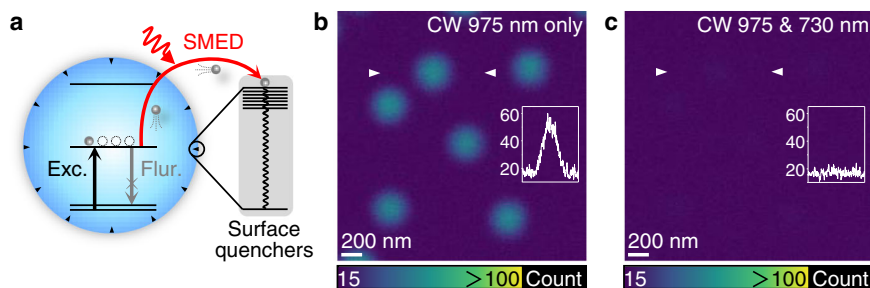 a
SMED
Exc.
Flur.
Surface
quenchers
b
CW 975 nm only
60
40
20
200 nm
15
>100
Count
c
CW 975 & 730 nm
60
40
20
200 nm
15
>100
Count